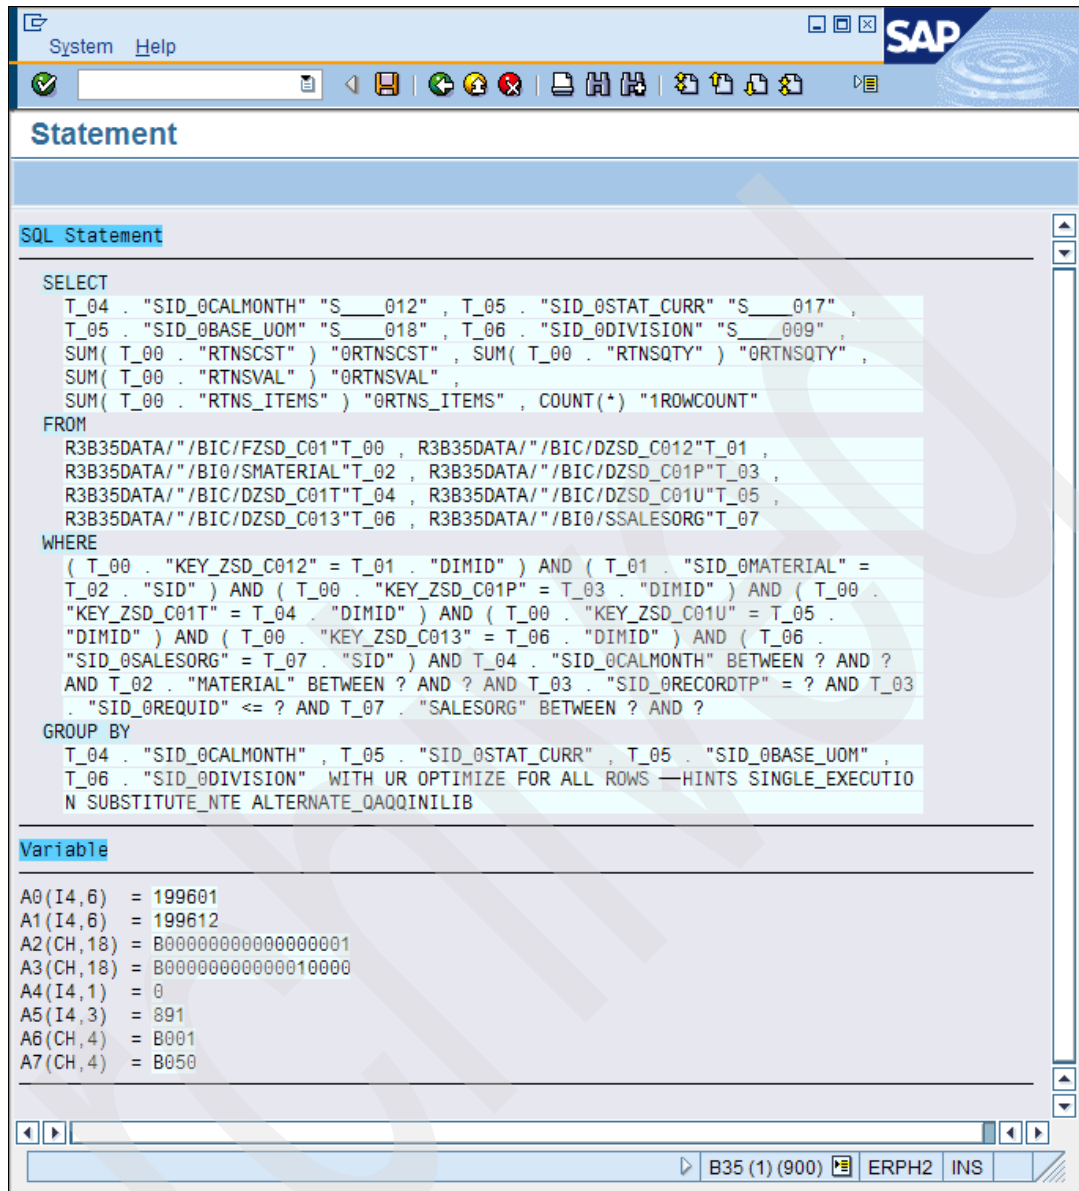 System Help
SAP
Statement
SQL Statement
SELECT
T_04 . "SID_0CALMONTH" "S____012" , T_05 . "SID_0STAT_CURR" "S____017" ,
T_05 . "SID_0BASE_UOM" "S____018" , T_06 . "SID_0DIVISION" "S____009" ,
SUM( T_00 . "RTNSCST" ) "0RTNSCST" , SUM( T_00 . "RTNSQTY" ) "0RTNSQTY" ,
SUM( T_00 . "RTNSVAL" ) "0RTNSVAL" ,
SUM( T_00 . "RTNS_ITEMS" ) "0RTNS_ITEMS" , COUNT(*) "1ROWCOUNT"
FROM
R3B35DATA/"/BIC/FZSD_C01"T_00 , R3B35DATA/"/BIC/DZSD_C012"T_01 ,
R3B35DATA/"/BI0/SMATERIAL"T_02 , R3B35DATA/"/BIC/DZSD_C01P"T_03 ,
R3B35DATA/"/BIC/DZSD_C01T"T_04 , R3B35DATA/"/BIC/DZSD_C01U"T_05 ,
R3B35DATA/"/BIC/DZSD_C013"T_06 , R3B35DATA/"/BI0/SSALESORG"T_07
WHERE
( T_00 . "KEY_ZSD_C012" = T_01 . "DIMID" ) AND ( T_01 . "SID_0MATERIAL" =
T_02 . "SID" ) AND ( T_00 . "KEY_ZSD_C01P" = T_03 . "DIMID" ) AND ( T_00 .
"KEY_ZSD_C01T" = T_04 . "DIMID" ) AND ( T_00 . "KEY_ZSD_C01U" = T_05 .
"DIMID" ) AND ( T_00 . "KEY_ZSD_C013" = T_06 . "DIMID" ) AND ( T_06 .
"SID_0SALESORG" = T_07 . "SID" ) AND T_04 . "SID_0CALMONTH" BETWEEN ? AND ?
AND T_02 . "MATERIAL" BETWEEN ? AND ? AND T_03 . "SID_0RECORDTP" = ? AND T_03
. "SID_0REQUID" <= ? AND T_07 . "SALESORG" BETWEEN ? AND ?
GROUP BY
T_04 . "SID_0CALMONTH" , T_05 . "SID_0STAT_CURR" , T_05 . "SID_0BASE_UOM" ,
T_06 . "SID_0DIVISION" WITH UR OPTIMIZE FOR ALL ROWS —HINTS SINGLE_EXECUTIO
N SUBSTITUTE_NTE ALTERNATE_QAQQINILIB
Variable
A0(I4,6) = 199601
A1(I4,6) = 199612
A2(CH,18) = B00000000000000001
A3(CH,18) = B00000000000010000
A4(I4,1) = 0
A5(I4,3) = 891
A6(CH,4) = B001
A7(CH,4) = B050
B35 (1) (900) ERPH2 INS